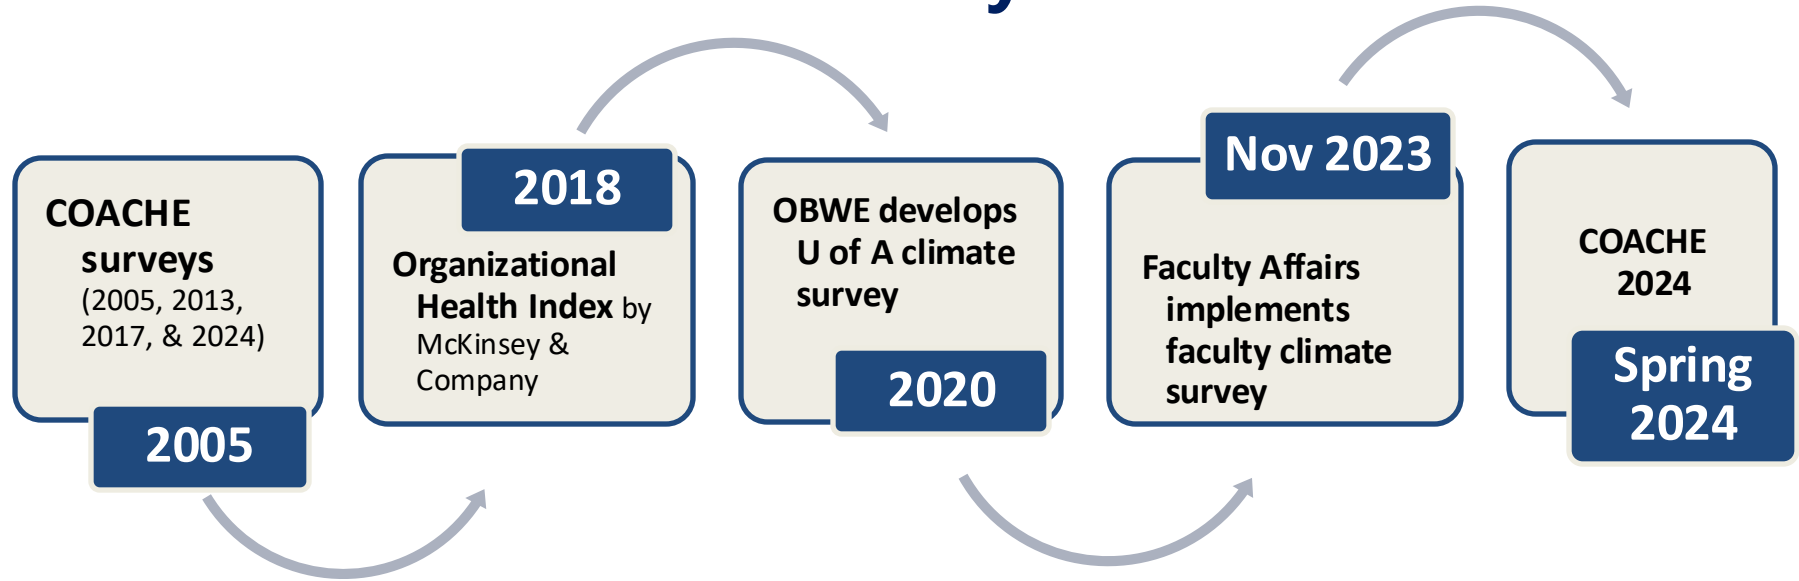 COACHE
surveys
(2005, 2013,
2017, & 2024)
2005
2018
Organizational
Health Index by
McKinsey &
Company
OBWE develops
U of A climate
survey
2020
Nov 2023
Faculty Affairs
implements
faculty climate
survey
COACHE
2024
Spring
2024